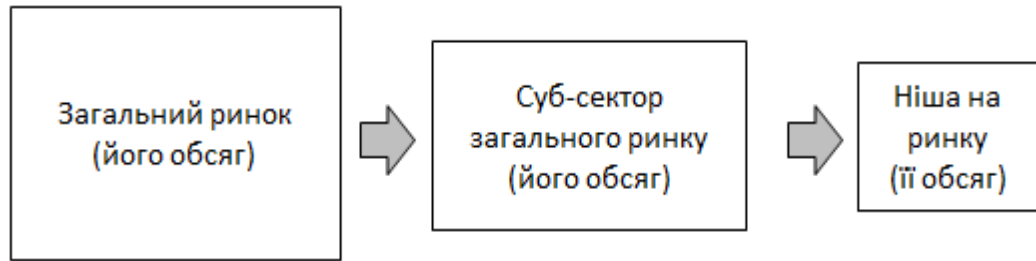 Загальний ринок
(його обсяг)
Суб-сектор
загального ринку
(його обсяг)
Ніша на
ринку
(її обсяг)